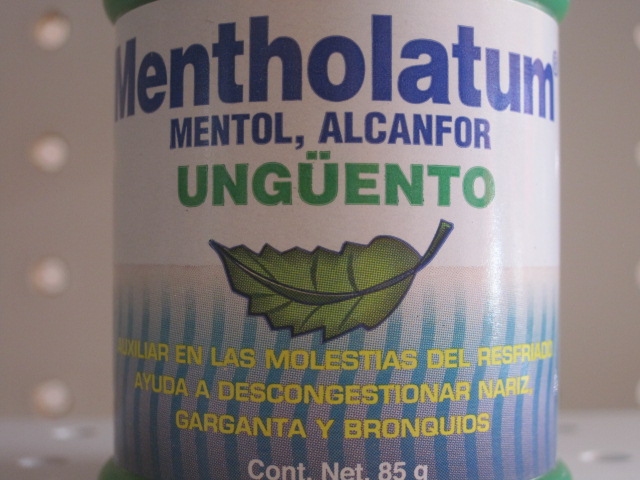 Mentholatum®
MENTOL, ALCANFOR
UNGÜENTO
AUXILIAR EN LAS MOLESTIAS DEL RESFRIADO
AYUDA A DESCONGESTIONAR NARIZ,
GARGANTA Y BRONQUIOS
Cont. Net. 85 g